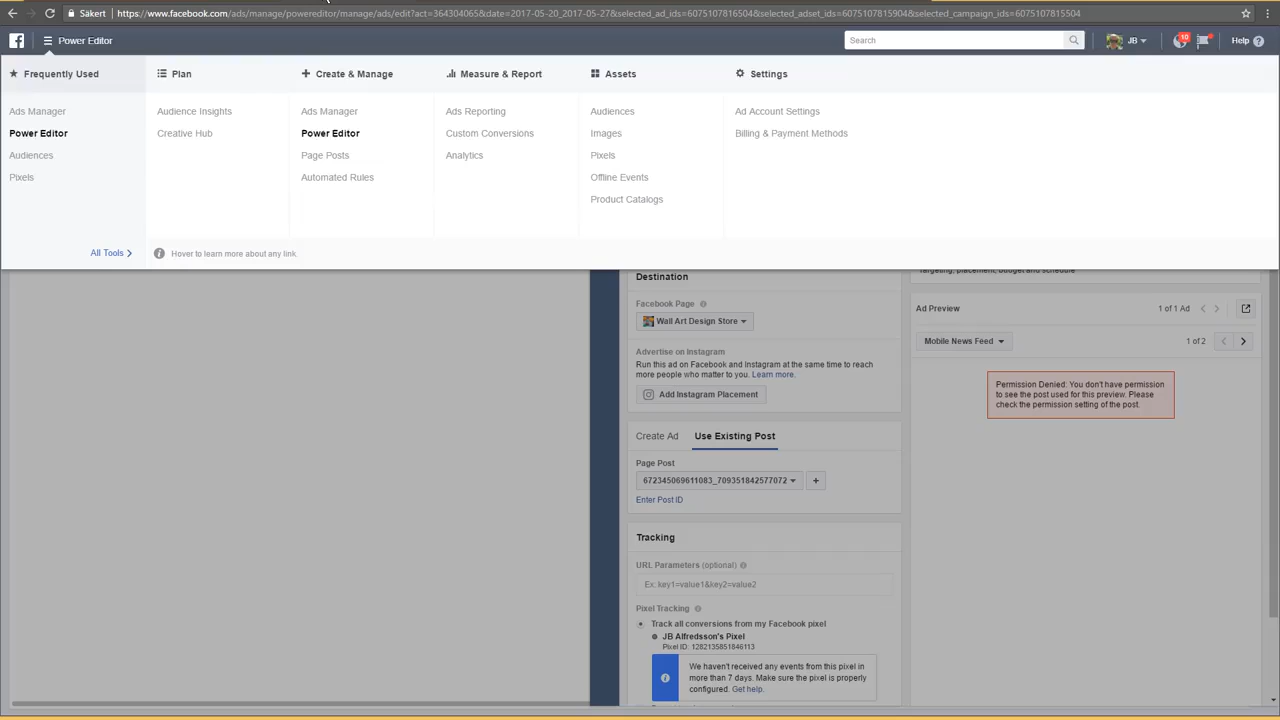 Säkert
https://www.facebook.com/ads/manage/powereditor/manage/ads/edit?act=364304065&date=2017-05-20_2017-05-27&selected_ad_ids=6075107816504&selected_adset_ids=6075107815904&selected_campaign_ids=6075107815504
Power Editor
Search
JB
10
Help
Frequently Used
Ads Manager
Power Editor
Audiences
Pixels
All Tools
Plan
Audience Insights
Creative Hub
Create & Manage
Ads Manager
Power Editor
Page Posts
Automated Rules
Measure & Report
Ads Reporting
Custom Conversions
Analytics
Assets
Audiences
Images
Pixels
Offline Events
Product Catalogs
Settings
Ad Account Settings
Billing & Payment Methods
Hover to learn more about any link.
Destination
Facebook Page
Wall Art Design Store
Advertise on Instagram
Run this ad on Facebook and Instagram at the same time to reach
more people who matter to you. Learn more.
Add Instagram Placement
Create Ad
Use Existing Post
Page Post
672345069611083_709351842577072
+
Enter Post ID
Tracking
URL Parameters (optional)
Ex: key1=value1&key2=value2
Pixel Tracking
Track all conversions from my Facebook pixel
JB Alfredsson's Pixel
Pixel ID: 1282135851846113
We haven't received any events from this pixel in
more than 7 days. Make sure the pixel is properly
configured. Get help.
Targeting, placement, budget and schedule
Ad Preview
1 of 1 Ad
Mobile News Feed
1 of 2
Permission Denied: You don't have permission
to see the post used for this preview. Please
check the permission setting of the post.